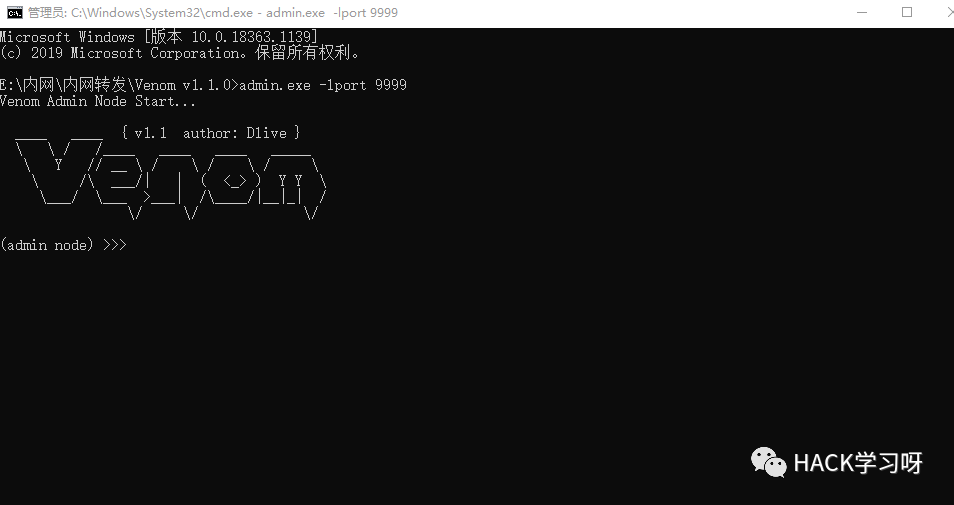 管理员: C:\Windows\System32\cmd.exe - admin.exe  -lport 9999
Microsoft Windows [版本 10.0.18363.1139]
(c) 2019 Microsoft Corporation。保留所有权利。
E:\内网\内网转发\Venom v1.1.0>admin.exe -lport 9999
Venom Admin Node Start...
{ v1.1  author: Dlive }
Venom
(admin node) >>>
HACK学习呀